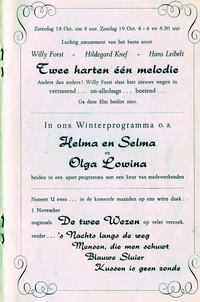 Zaterdag 18 Oct. om 8 uur. Zondag 19 Oct. 4 - 6 en 8.30 uur
Luchtig amusement van het beste soort
Willy Forst - Hildegard Knef - Hans Leibelt
Twee harten één melodie
Anders dan anders! Willy Forst slaat hier nieuwe wegen in
verrassend ... on-alledaags ... boeiend ...
Ga deze film beslist zien.
In ons Winterprogramma o.a.
Helma en Selma
en
Olga Lowina
beiden in een apart programma met een keur van medewerkenden
Noteert U even ... in de komende maanden op ons witte doek :
1 November
nogmaals De twee Wezen op veler verzoek.
verder ... 's Nachts langs de weg
Mensen, die men schuwt
Blauwe Sluier
Kussen is geen zonde